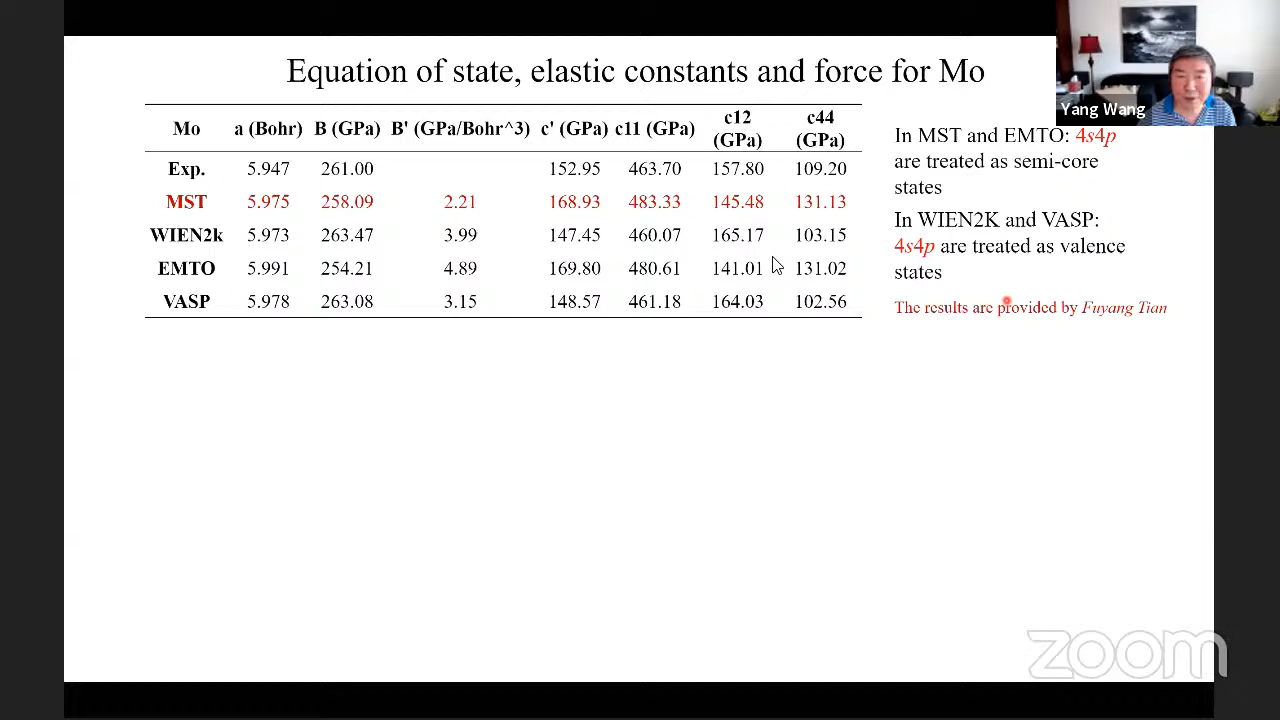 Equation of state, elastic constants and force for Mo
Yang Wang
Mo a (Bohr) B (GPa) B' (GPa/Bohr^3) c' (GPa) c11 (GPa) c12 (GPa) c44 (GPa)
Exp. 5.947 261.00 152.95 463.70 157.80 109.20
MST 5.975 258.09 2.21 168.93 483.33 145.48 131.13
WIEN2k 5.973 263.47 3.99 147.45 460.07 165.17 103.15
EMTO 5.991 254.21 4.89 169.80 480.61 141.01 131.02
VASP 5.978 263.08 3.15 148.57 461.18 164.03 102.56
In MST and EMTO: 4s4p
are treated as semi-core
states
In WIEN2K and VASP:
4s4p are treated as valence
states
The results are provided by Fuyang Tian
zoom